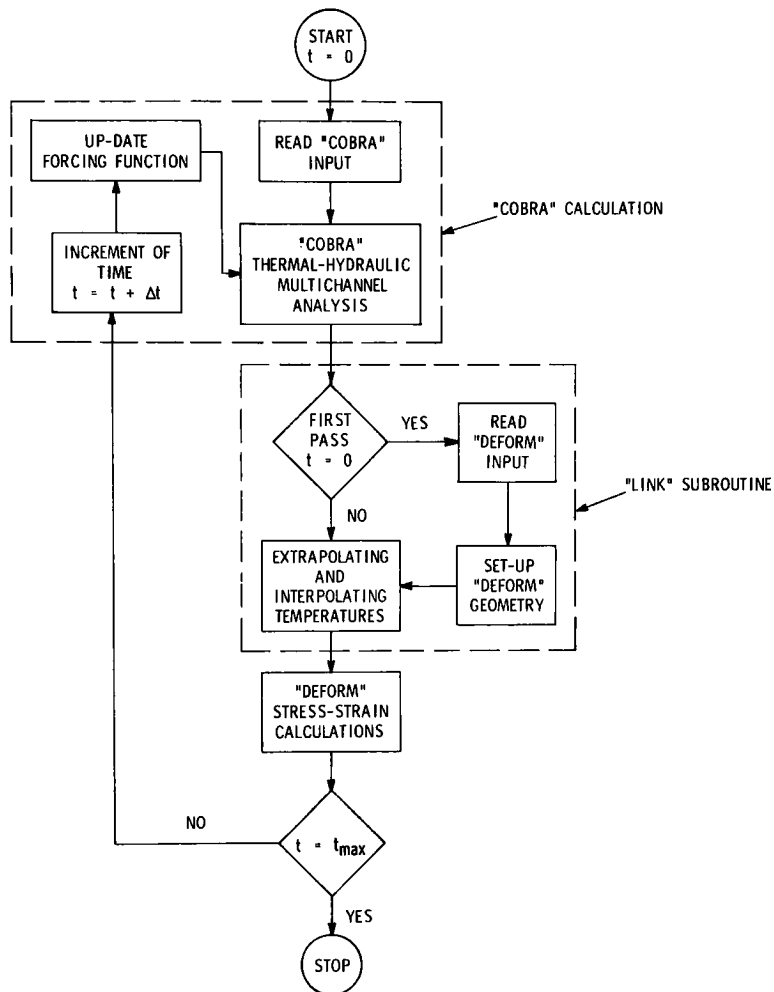 START
t = 0
READ "COBRA"
INPUT
UP-DATE
FORCING FUNCTION
"COBRA" CALCULATION
"COBRA"
THERMAL-HYDRAULIC
MULTICHANNEL
ANALYSIS
INCREMENT OF
TIME
t = t + Δt
FIRST
PASS
t = 0
YES
READ
"DEFORM"
INPUT
"LINK" SUBROUTINE
NO
EXTRAPOLATING
AND
INTERPOLATING
TEMPERATURES
SET-UP
"DEFORM"
GEOMETRY
"DEFORM"
STRESS-STRAIN
CALCULATIONS
NO
t = tmax
YES
STOP